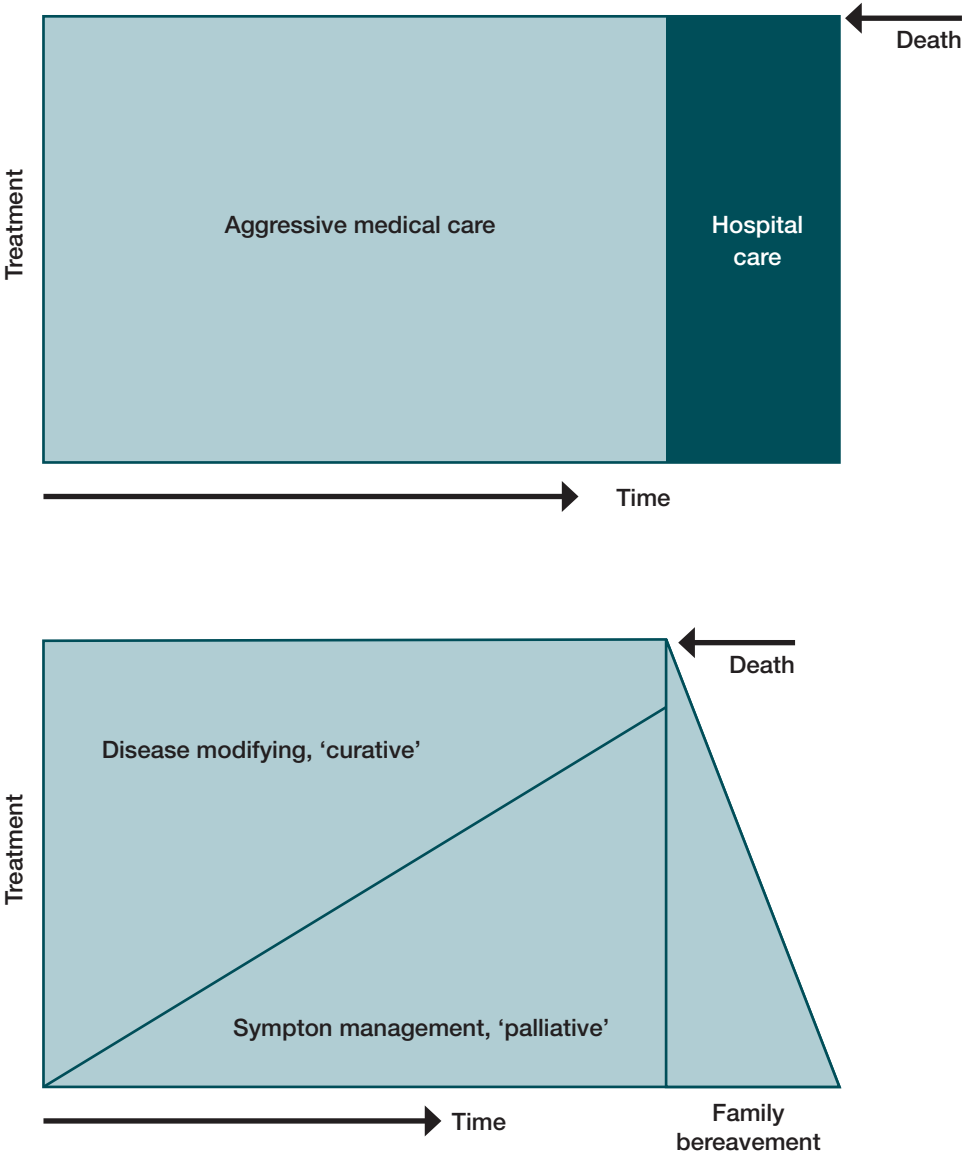 Death
Treatment
Aggressive medical care
Hospital
care
Time
Death
Disease modifying, ‘curative’
Treatment
Sympton management, ‘palliative’
Time
Family
bereavement